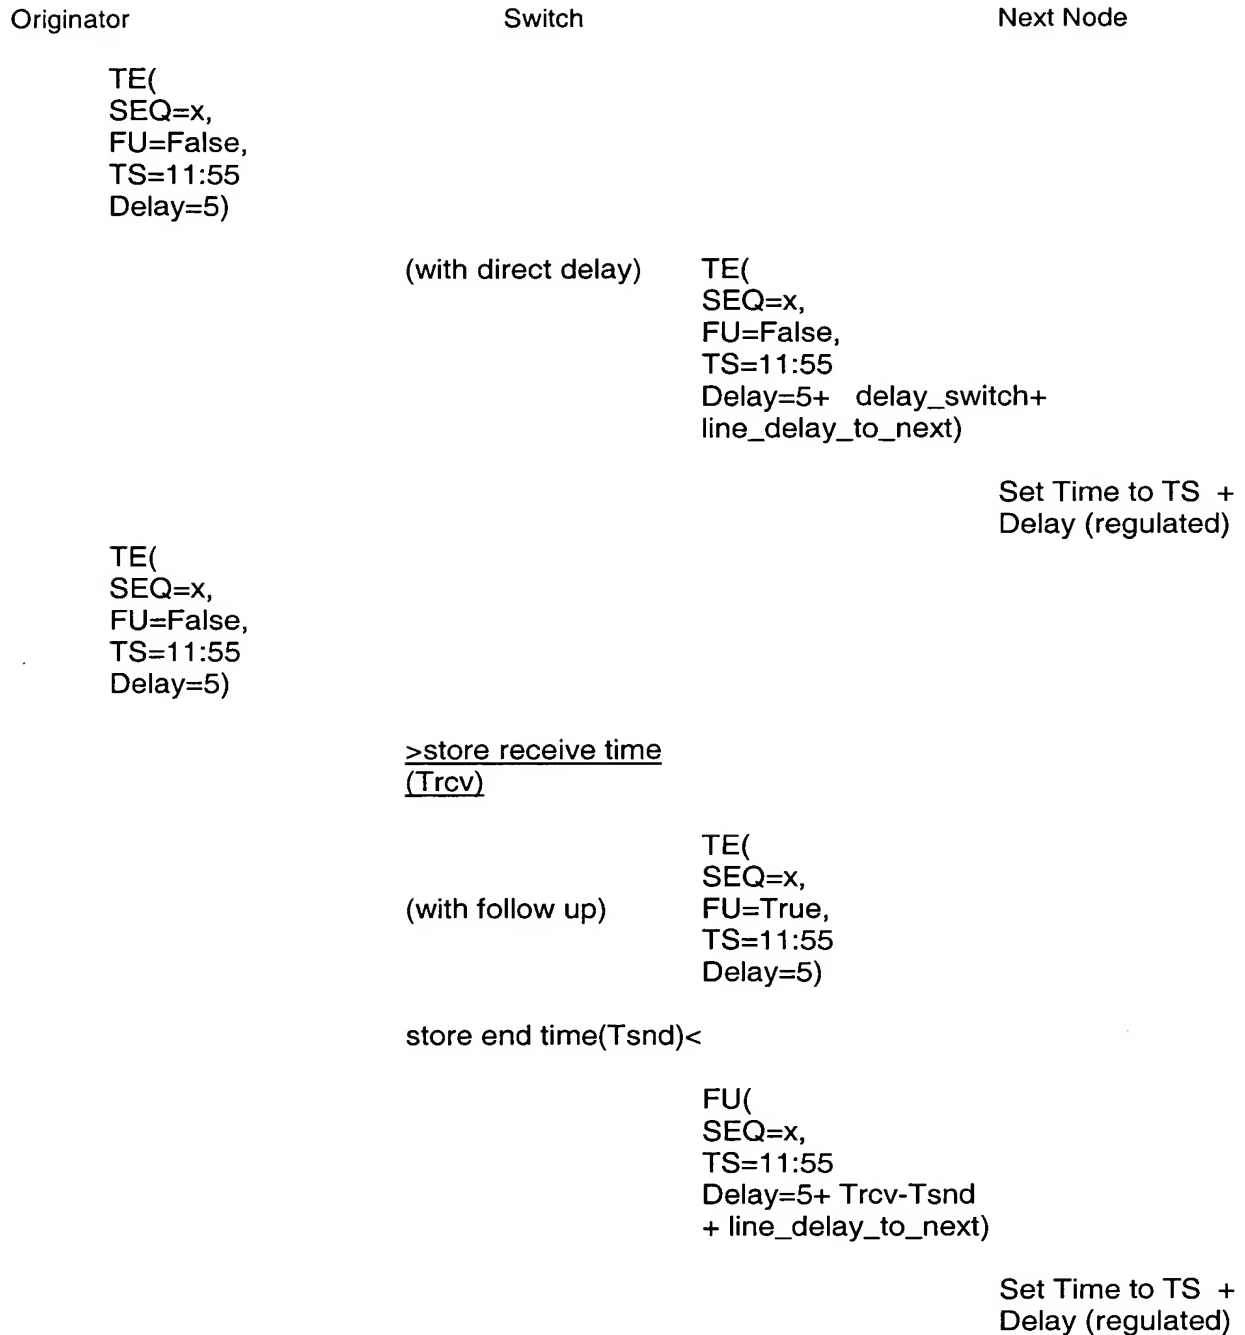 Originator Switch Next Node
TE(
SEQ=x,
FU=False,
TS=11:55
Delay=5)
(with direct delay) TE(
SEQ=x,
FU=False,
TS=11:55
Delay=5+ delay_switch+
line_delay_to_next)
Set Time to TS +
Delay (regulated)
TE(
SEQ=x,
FU=False,
TS=11:55
Delay=5)
>store receive time
(Trcv)
TE(
SEQ=x,
(with follow up) FU=True,
TS=11:55
Delay=5)
store end time(Tsnd)<
FU(
SEQ=x,
TS=11:55
Delay=5+ Trcv-Tsnd
+ line_delay_to_next)
Set Time to TS +
Delay (regulated)